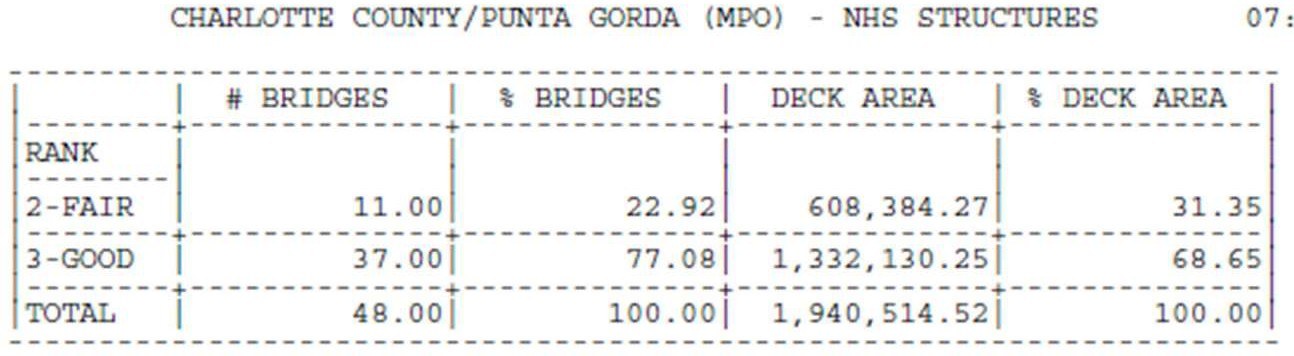 CHARLOTTE COUNTY/PUNTA GORDA (MPO) - NHS STRUCTURES 07:
# BRIDGES % BRIDGES DECK AREA % DECK AREA
RANK
2-FAIR 11.00 22.92 608,384.27 31.35
3-GOOD 37.00 77.08 1,332,130.25 68.65
TOTAL 48.00 100.00 1,940,514.52 100.00